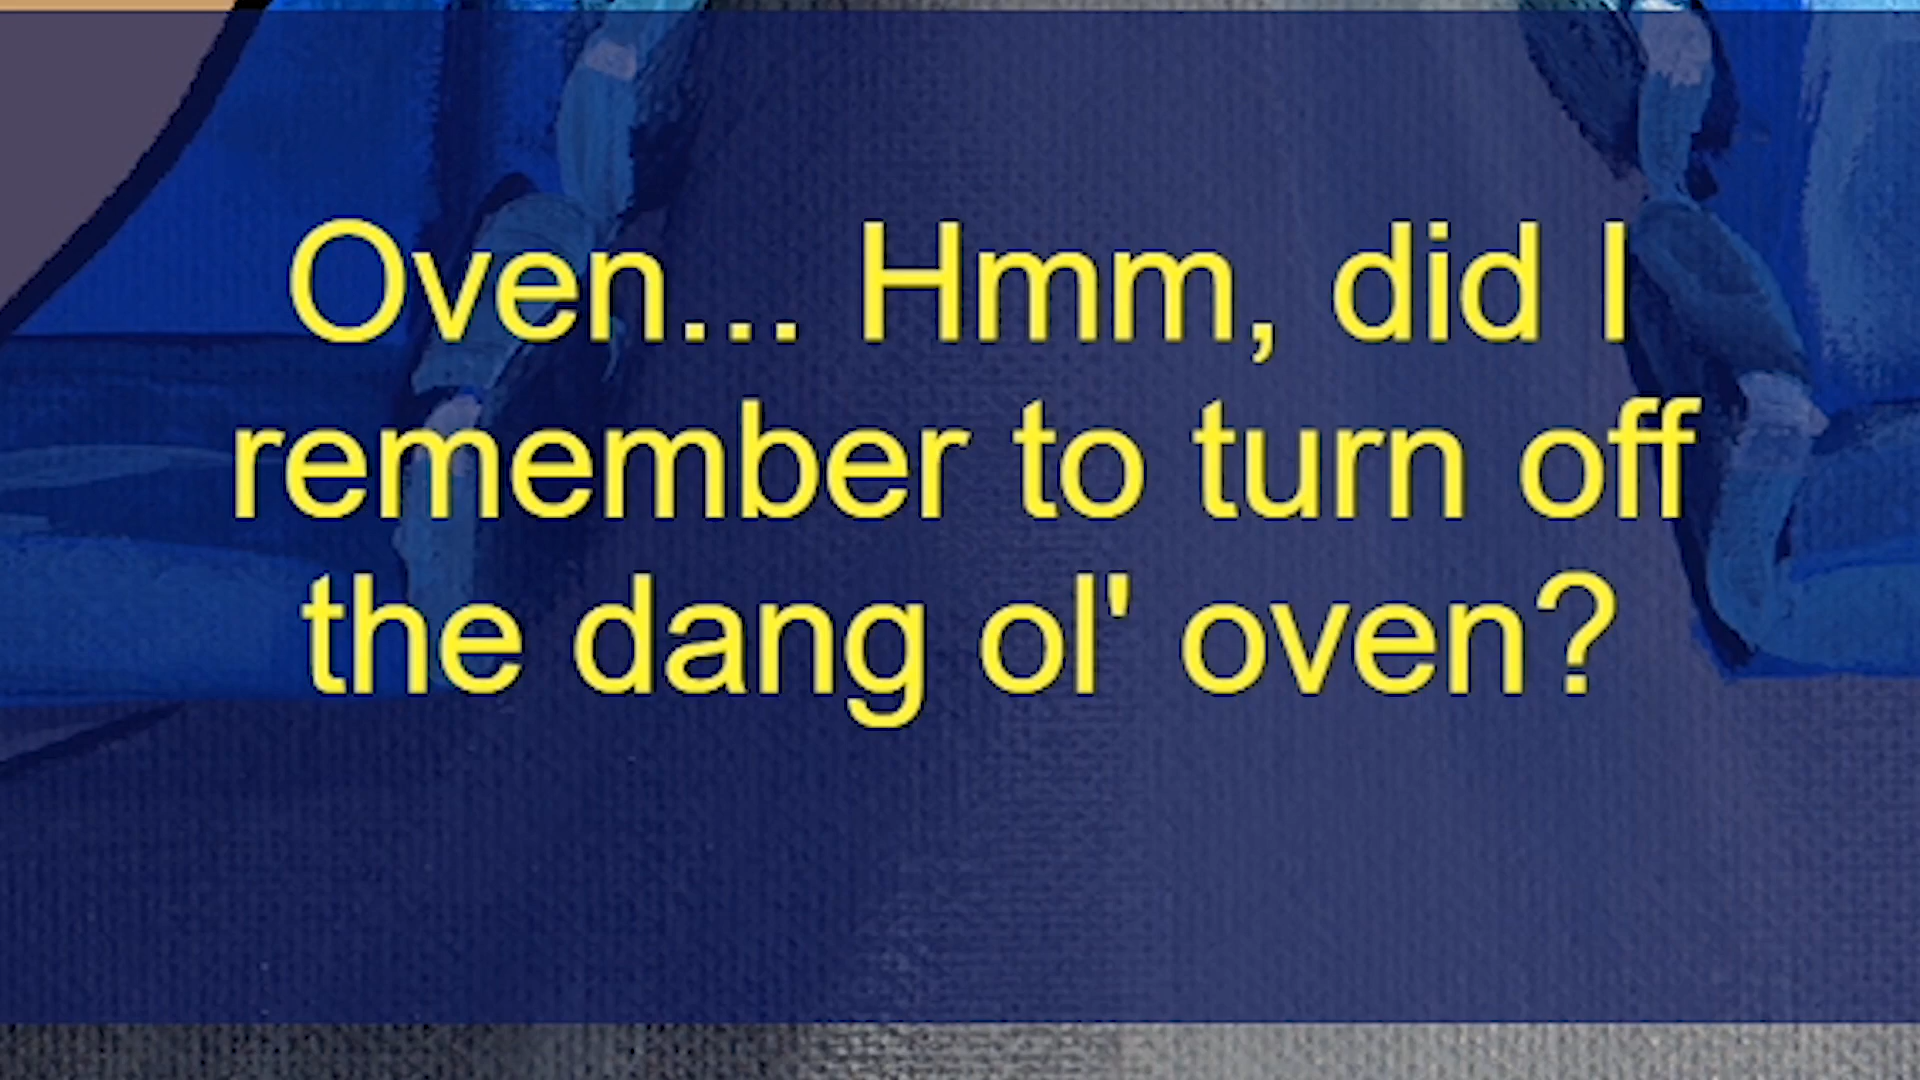 Oven... Hmm, did I
remember to turn off
the dang ol' oven?